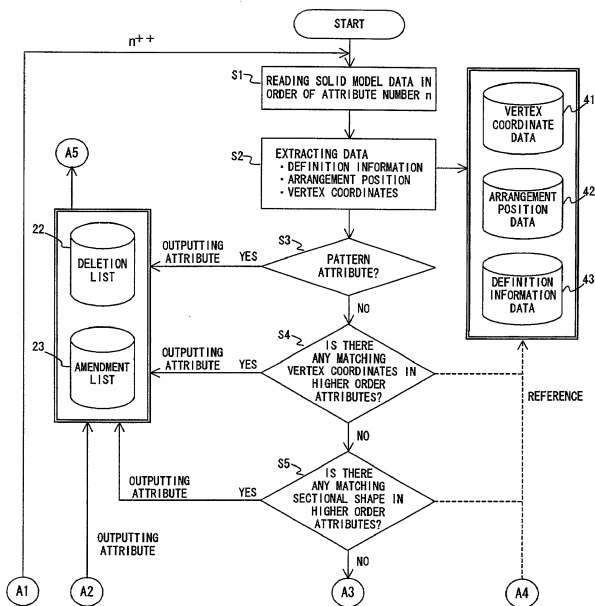 START
n++
S1
READING SOLID MODEL DATA IN
ORDER OF ATTRIBUTE NUMBER n
41
VERTEX
COORDINATE
DATA
A5
S2
EXTRACTING DATA
・DEFINITION INFORMATION
・ARRANGEMENT POSITION
・VERTEX COORDINATES
42
ARRANGEMENT
POSITION
DATA
22
DELETION
LIST
OUTPUTTING
ATTRIBUTE
YES
S3
PATTERN
ATTRIBUTE?
43
DEFINITION
INFORMATION
DATA
NO
23
AMENDMENT
LIST
OUTPUTTING
ATTRIBUTE
YES
S4
IS THERE
ANY MATCHING
VERTEX COORDINATES IN
HIGHER ORDER
ATTRIBUTES?
REFERENCE
NO
OUTPUTTING
ATTRIBUTE
YES
S5
IS THERE
ANY MATCHING
SECTIONAL SHAPE IN
HIGHER ORDER
ATTRIBUTES?
OUTPUTTING
ATTRIBUTE
NO
A1
A2
A3
A4